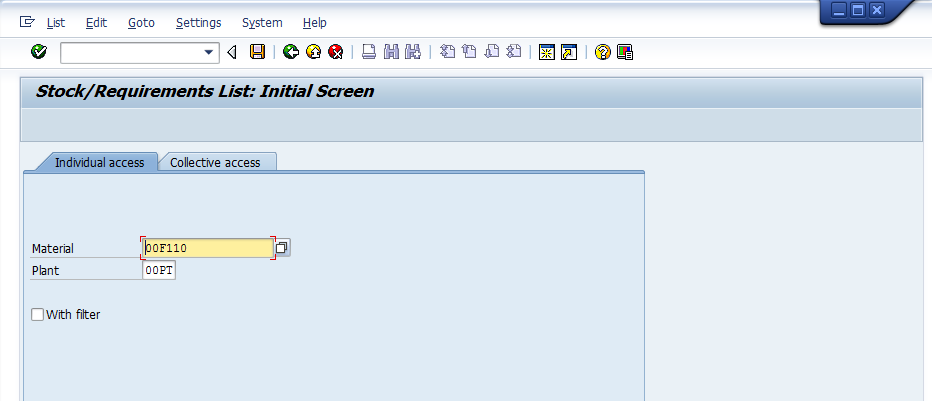 List Edit Goto Settings System Help
Stock/Requirements List: Initial Screen
Individual access Collective access
Material 00F110
Plant 00PT
With filter